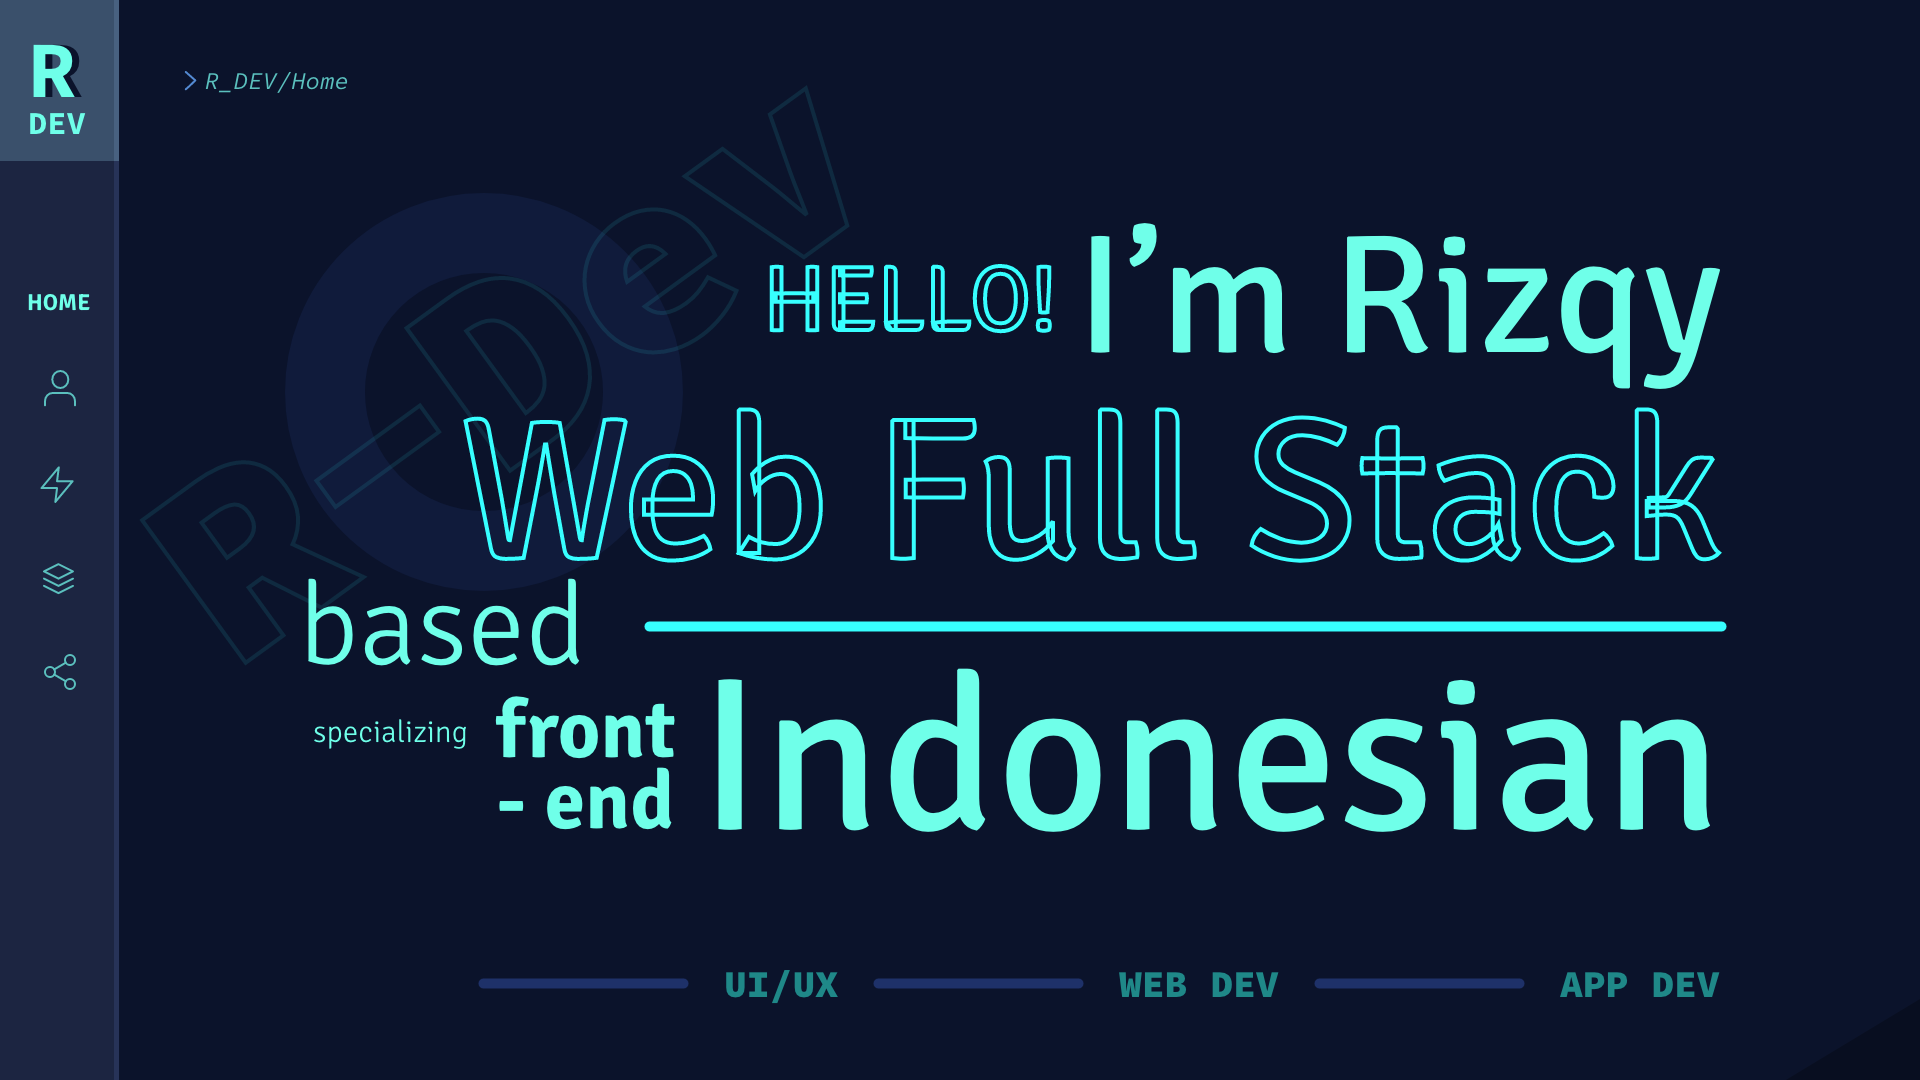 R
DEV
R_DEV/Home
HOME
R-Dev
HELLO! I’m Rizqy
Web Full Stack
based
specializing front
- end
Indonesian
UI/UX WEB DEV APP DEV